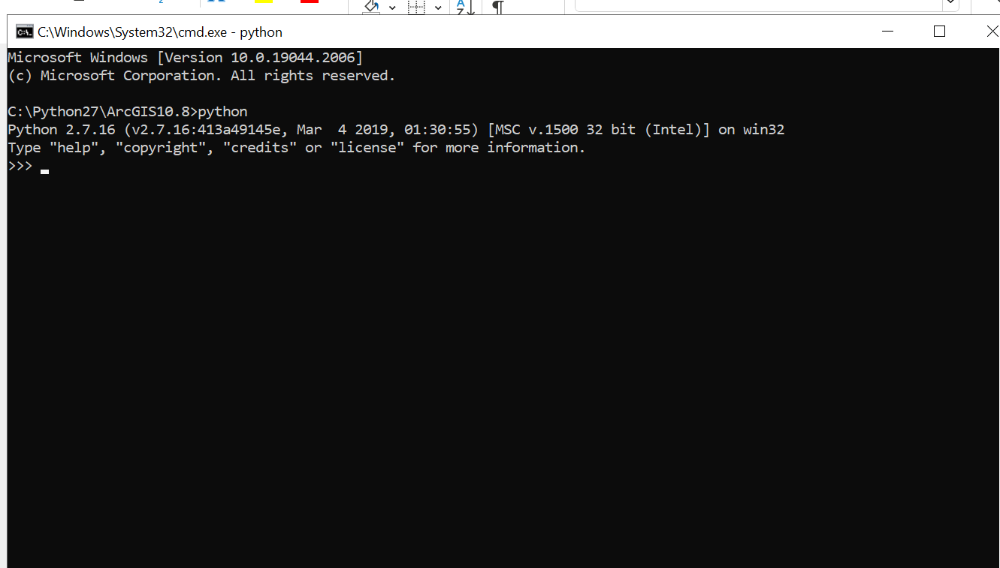 C:\Windows\System32\cmd.exe - python
Microsoft Windows [Version 10.0.19044.2006]
(c) Microsoft Corporation. All rights reserved.
C:\Python27\ArcGIS10.8>python
Python 2.7.16 (v2.7.16:413a49145e, Mar  4 2019, 01:30:55) [MSC v.1500 32 bit (Intel)] on win32
Type "help", "copyright", "credits" or "license" for more information.
>>>